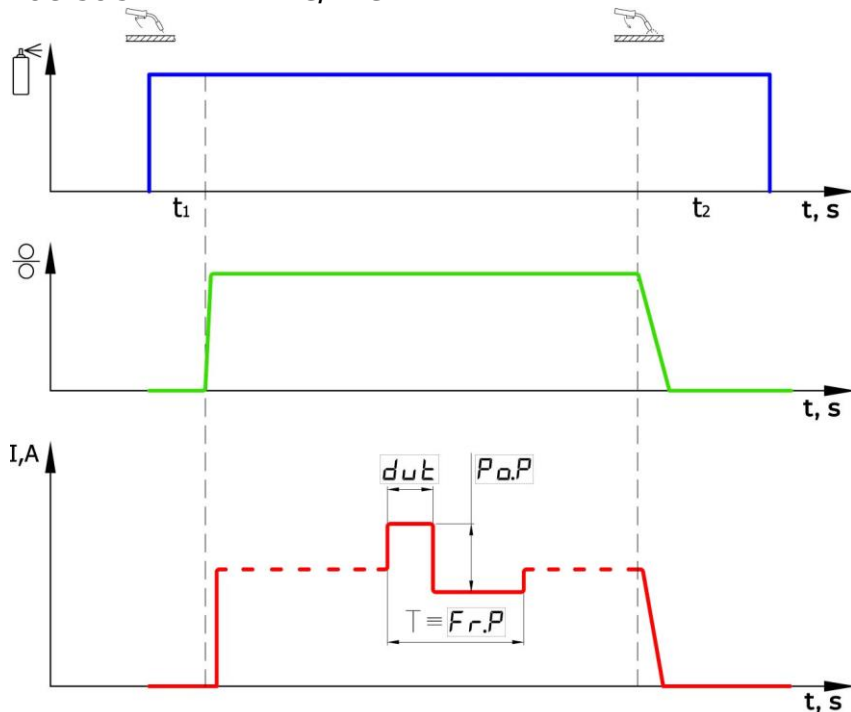 t1
t2
t, s
t, s
I,A
dut
Po.P
T ≡ Fr.P
t, s